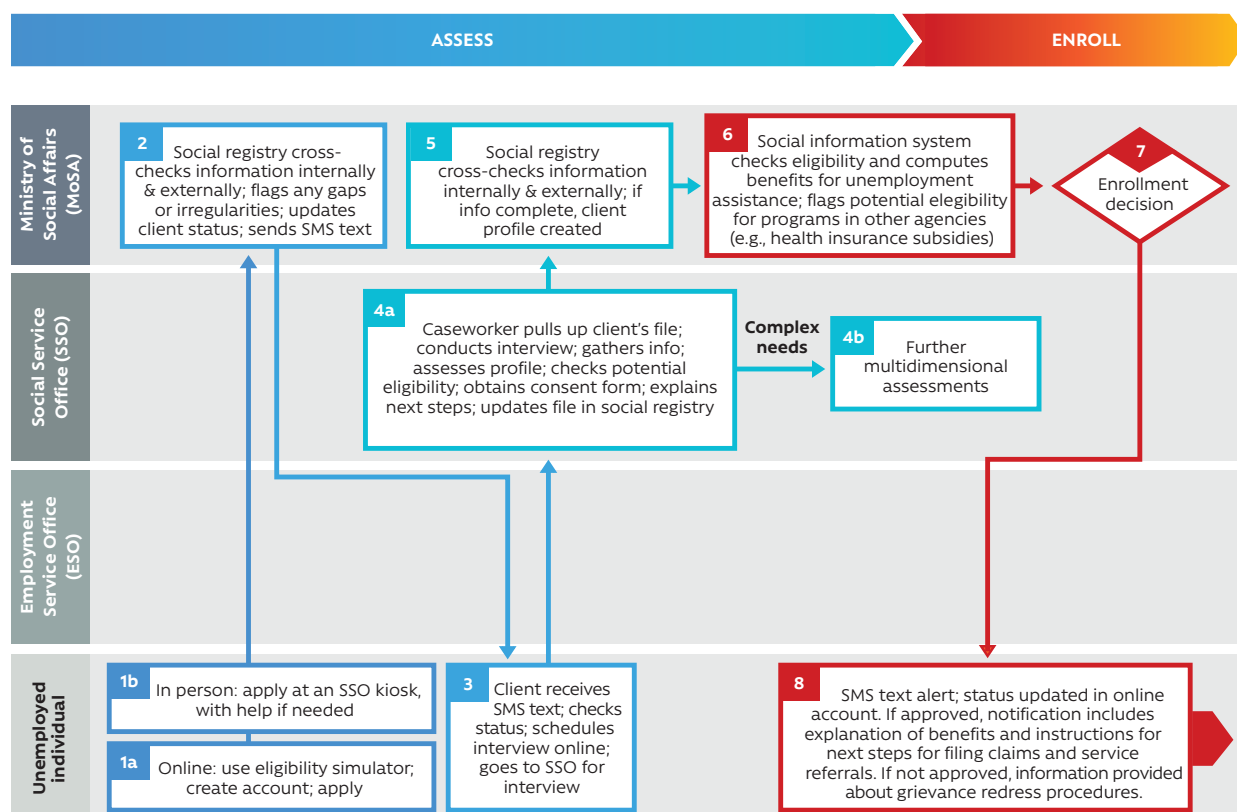 ASSESS
ENROLL
Ministry of
Social Affairs
(MoSA)
2
Social registry cross-
checks information internally
& externally; flags any gaps
or irregularities; updates
client status; sends SMS text
5
Social registry
cross-checks information
internally & externally; if
info complete, client
profile created
6
Social information system
checks eligibility and computes
benefits for unemployment
assistance; flags potential elegibility
for programs in other agencies
(e.g., health insurance subsidies)
7
Enrollment
decision
Social Service
Office (SSO)
4a
Caseworker pulls up client's file;
conducts interview; gathers info;
assesses profile; checks potential
eligibility; obtains consent form; explains
next steps; updates file in social registry
Complex
needs
4b
Further
multidimensional
assessments
Employment
Service Office
(ESO)
Unemployed
individual
1b
In person: apply at an SSO kiosk,
with help if needed
1a
Online: use eligibility simulator;
create account; apply
3
Client receives
SMS text; checks
status; schedules
interview online;
goes to SSO for
interview
8
SMS text alert; status updated in online
account. If approved, notification includes
explanation of benefits and instructions for
next steps for filing claims and service
referrals. If not approved, information provided
about grievance redress procedures.